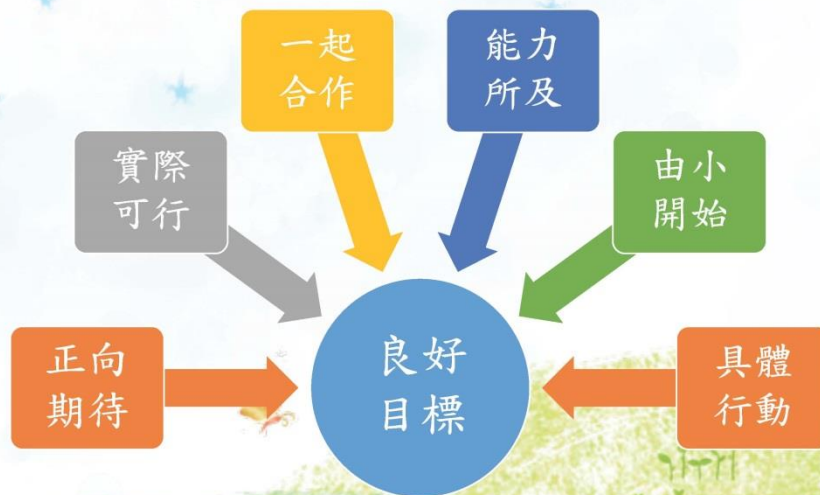 一起
合作
能力
所及
實際
可行
由小
開始
正向
期待
良好
目標
具體
行動